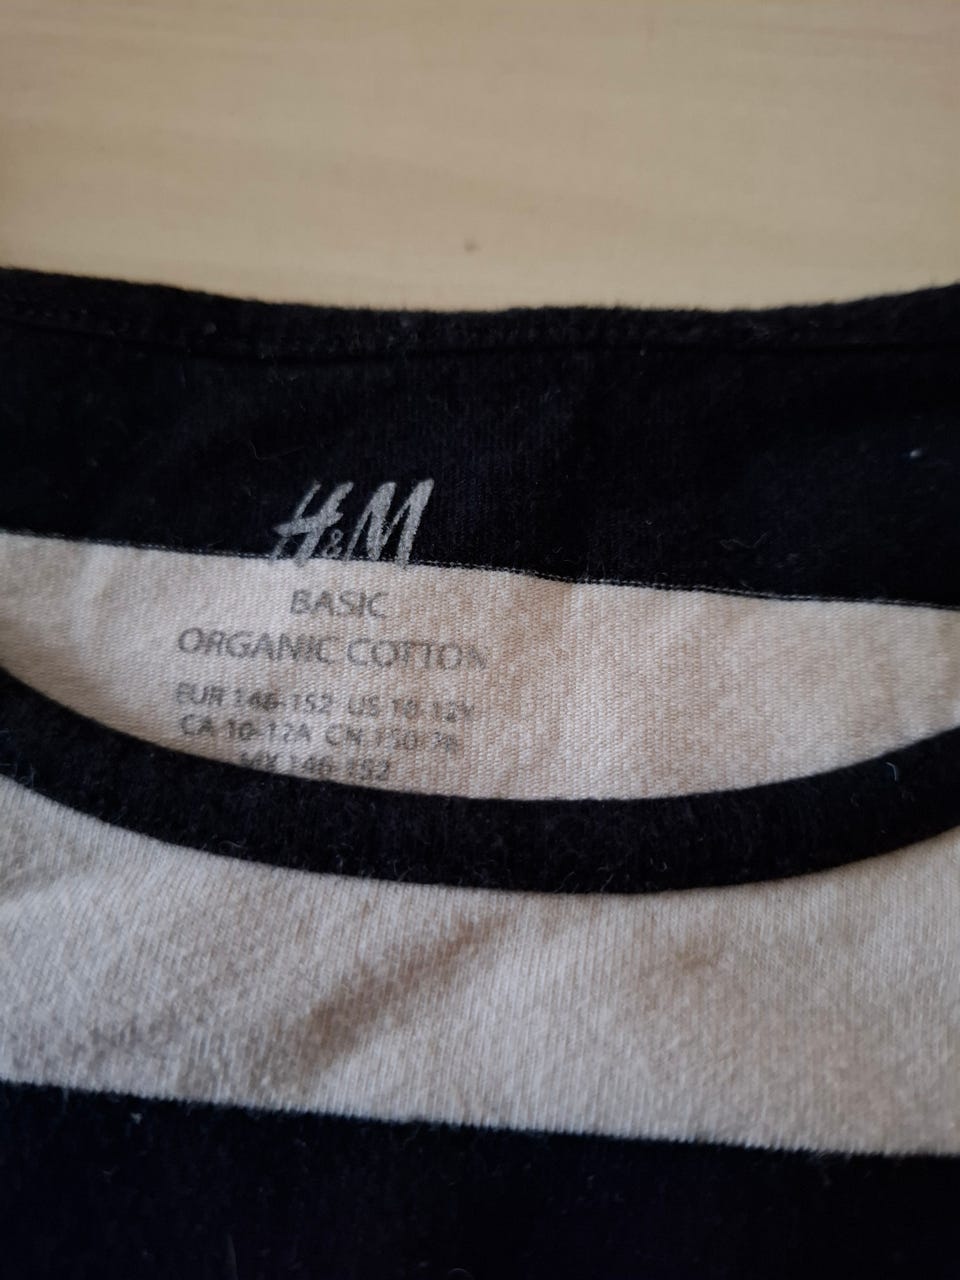 H&M
BASIC
ORGANIC COTTON
EUR 146-152 US 10-12Y
CA 10-12A CN 150/76
MX 146-152